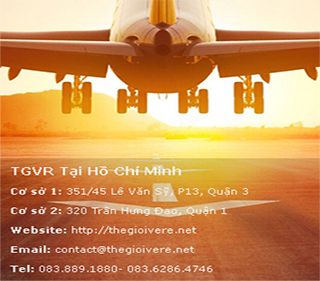 TGVR Tại Hồ Chí Minh
Cơ sở 1: 351/45 Lê Văn Sỹ, P13, Quận 3
Cơ sở 2: 320 Trần Hưng Đạo, Quận 1
Website: http://thegioivere.net
Email: contact@thegioivere.net
Tel: 083.889.1880- 083.6286.4746